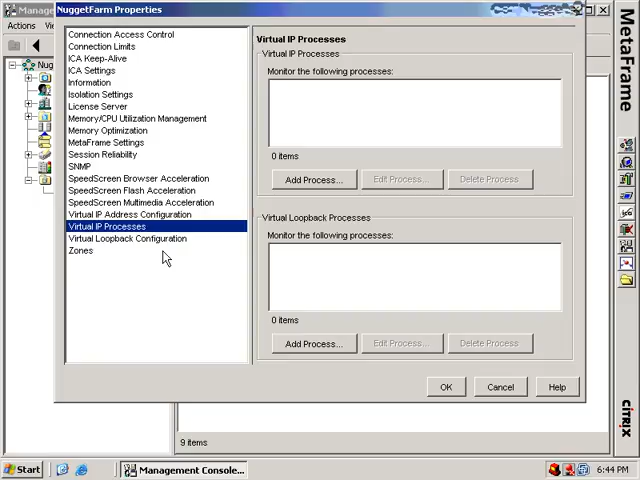 Manage
NuggetFarm Properties
Actions
View
Nug
Connection Access Control
Connection Limits
ICA Keep-Alive
ICA Settings
Information
Isolation Settings
License Server
Memory/CPU Utilization Management
Memory Optimization
MetaFrame Settings
Session Reliability
SNMP
SpeedScreen Browser Acceleration
SpeedScreen Flash Acceleration
SpeedScreen Multimedia Acceleration
Virtual IP Address Configuration
Virtual IP Processes
Virtual Loopback Configuration
Zones
Virtual IP Processes
Virtual IP Processes
Monitor the following processes:
0 items
Add Process...
Edit Process...
Delete Process
Virtual Loopback Processes
Monitor the following processes:
0 items
Add Process...
Edit Process...
Delete Process
OK
Cancel
Help
9 items
MetaFrame
CITRIX
Start
Management Console...
6:44 PM